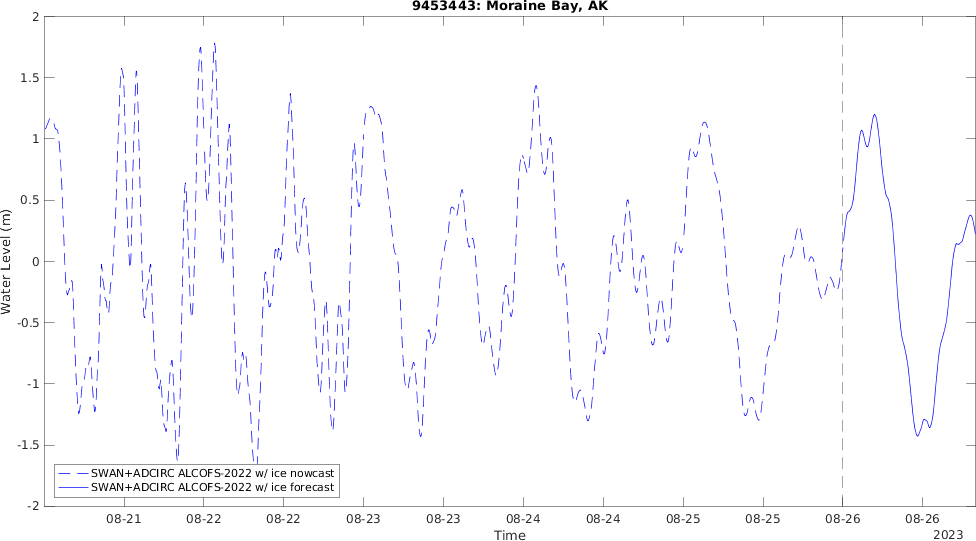 9453443: Moraine Bay, AK
Water Level (m)
2
1.5
1
0.5
0
-0.5
-1
-1.5
-2
SWAN+ADCIRC ALCOFS-2022 w/ ice nowcast
SWAN+ADCIRC ALCOFS-2022 w/ ice forecast
08-21 08-22 08-22 08-23 08-23 08-24 08-24 08-25 08-25 08-26 08-26
Time
2023